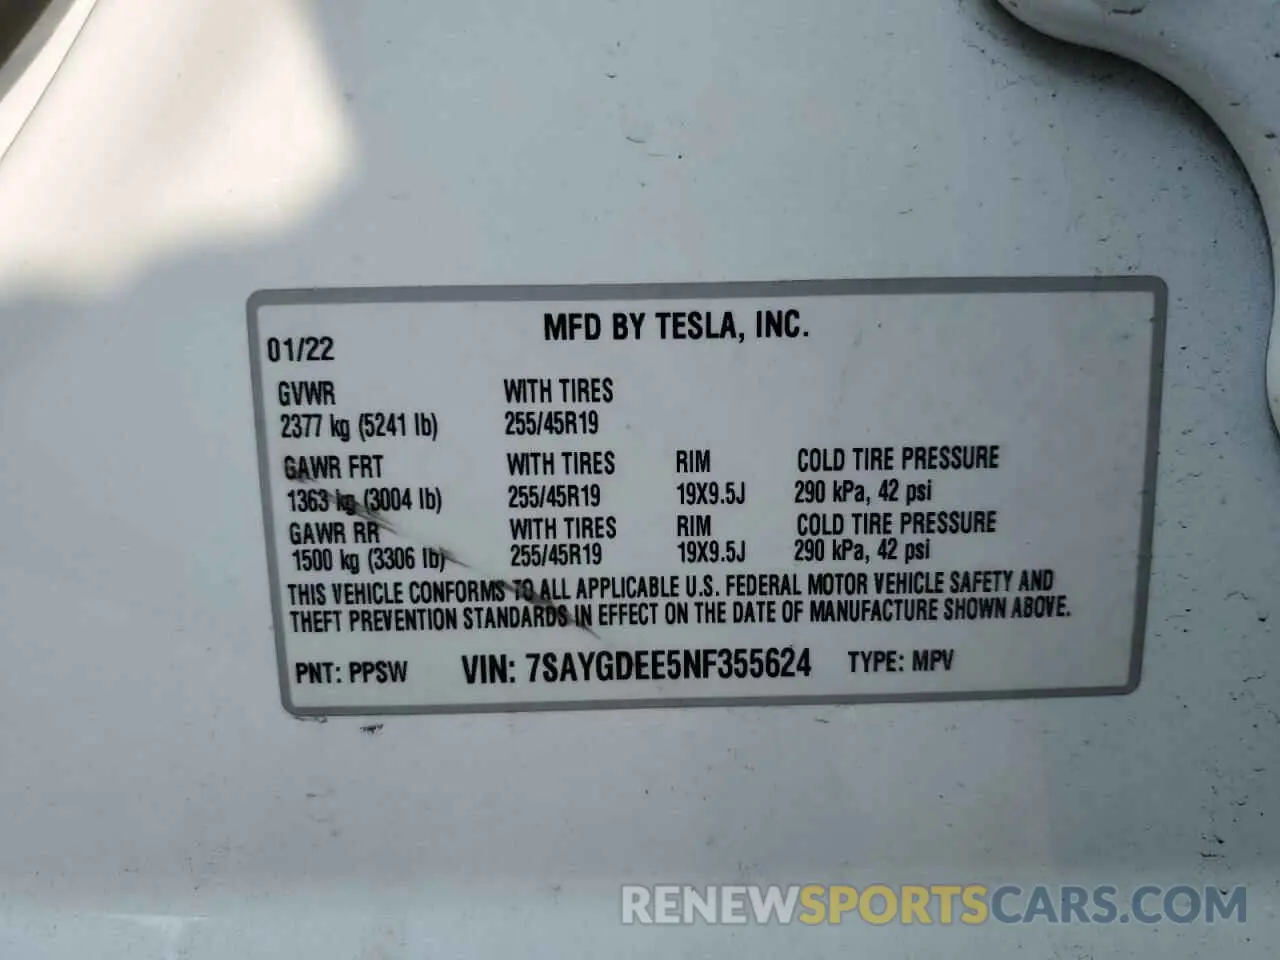 MFD BY TESLA, INC.
01/22
GVWR WITH TIRES
2377 kg (5241 lb) 255/45R19
GAWR FRT WITH TIRES RIM COLD TIRE PRESSURE
1363 kg (3004 lb) 255/45R19 19X9.5J 290 kPa, 42 psi
GAWR RR WITH TIRES RIM COLD TIRE PRESSURE
1500 kg (3306 lb) 255/45R19 19X9.5J 290 kPa, 42 psi
THIS VEHICLE CONFORMS TO ALL APPLICABLE U.S. FEDERAL MOTOR VEHICLE SAFETY AND
THEFT PREVENTION STANDARDS IN EFFECT ON THE DATE OF MANUFACTURE SHOWN ABOVE.
PNT: PPSW VIN: 7SAYGDEE5NF355624 TYPE: MPV
RENEWSPORTSCARS.COM